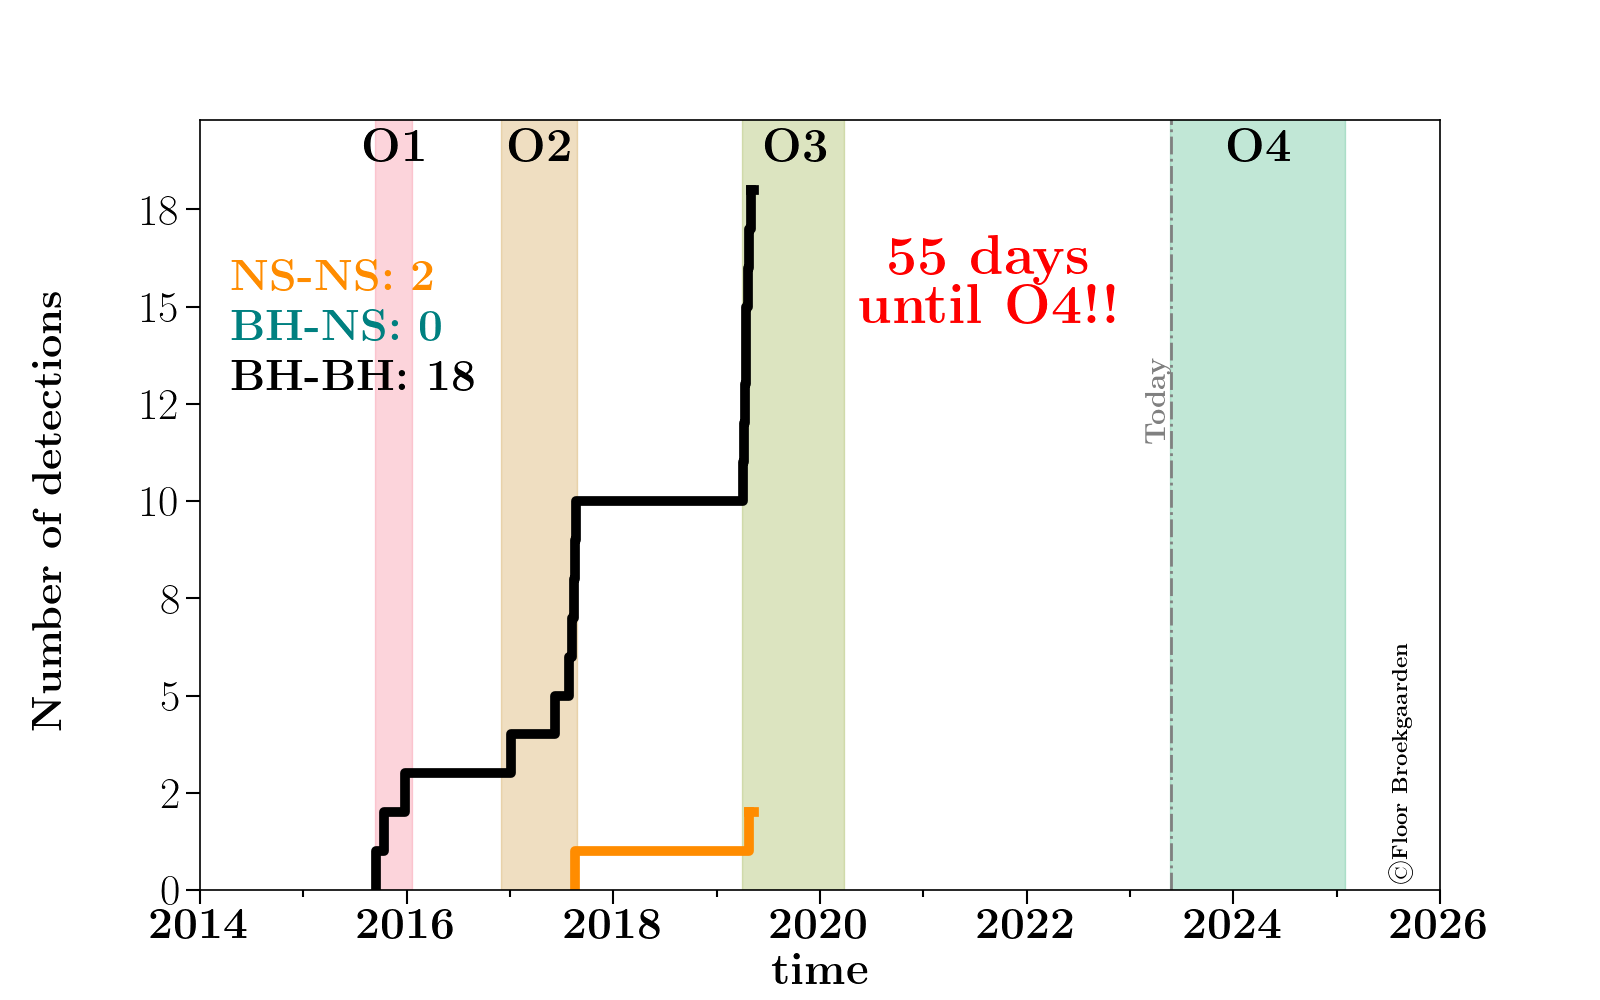 O1 O2 O3 O4
NS-NS: 2
BH-NS: 0
BH-BH: 18
55 days
until O4!!
Today
Number of detections
18
15
12
10
8
5
2
0
2014 2016 2018 2020 2022 2024 2026
time
©Floor Broekgaarden